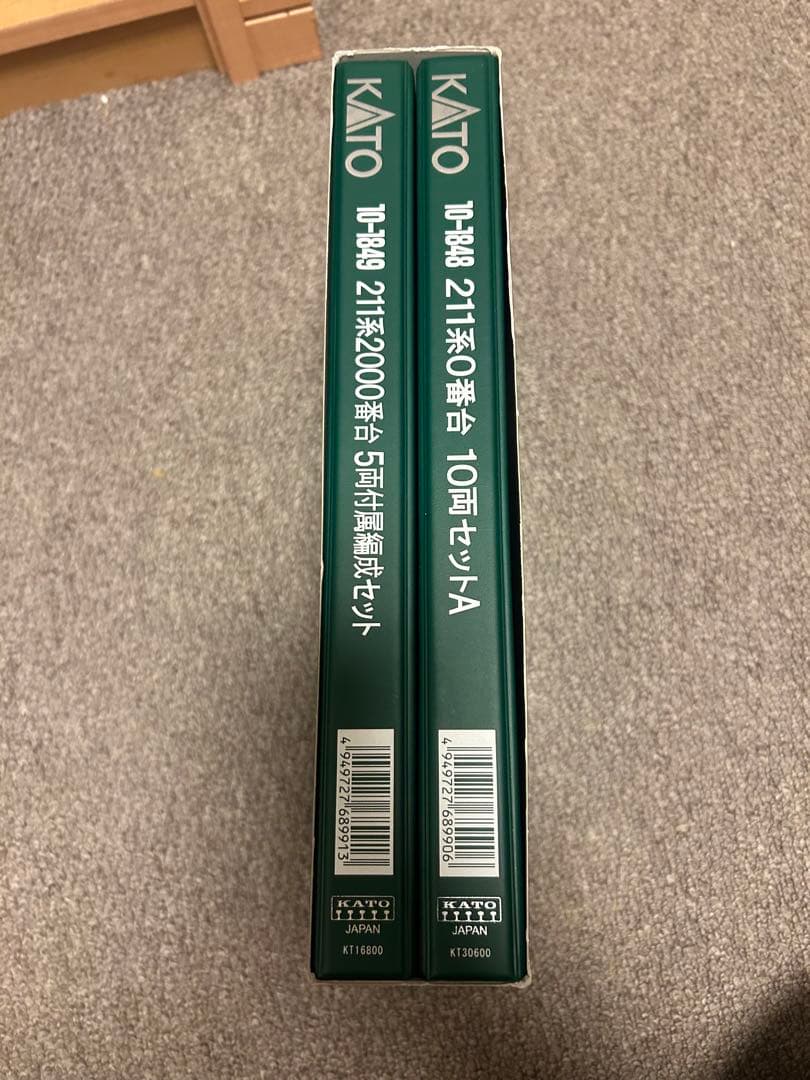 KATO
10-1849 211系2000番台 5両付属編成セット
4 949727 689913
KATO
JAPAN
KT16800
KATO
10-1848 211系0番台 10両セットA
4 949727 689906
KATO
JAPAN
KT30600